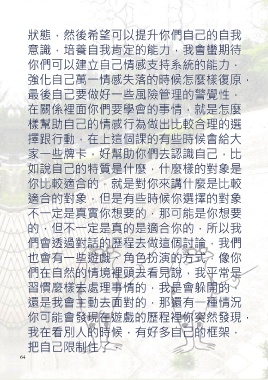 狀態，然後希望可以提升你們自己的自我
意識，培養自我肯定的能力，我會蠻期待
你們可以建立自己情感支持系統的能力，
強化自己萬一情感失落的時候怎麼樣復原，
最後自己要做好一些風險管理的警覺性，
在關係裡面你們要學會的事情，就是怎麼
樣幫助自己的情感行為做出比較合理的選
擇跟行動，在上這個課的有些時候會給大
家一些牌卡，好幫助你們去認識自己，比
如說自己的特質是什麼，什麼樣的對象是
你比較適合的，就是對你來講什麼是比較
適合的對象，但是有些時候你選擇的對象
不一定是真實你想要的，那可能是你想要
的，但不一定是真的是適合你的，所以我
們會透過對話的歷程去做這個討論，我們
也會有一些遊戲，角色扮演的方式，像你
們在自然的情境裡頭去看見說，我平常是
習慣麼樣去處理事情的，我是會躲開的，
還是我會主動去面對的，那還有一種情況
你可能會發現在遊戲的歷程裡你突然發現，
我在看別人的時候，有好多自己的框架，
把自己限制住了
64